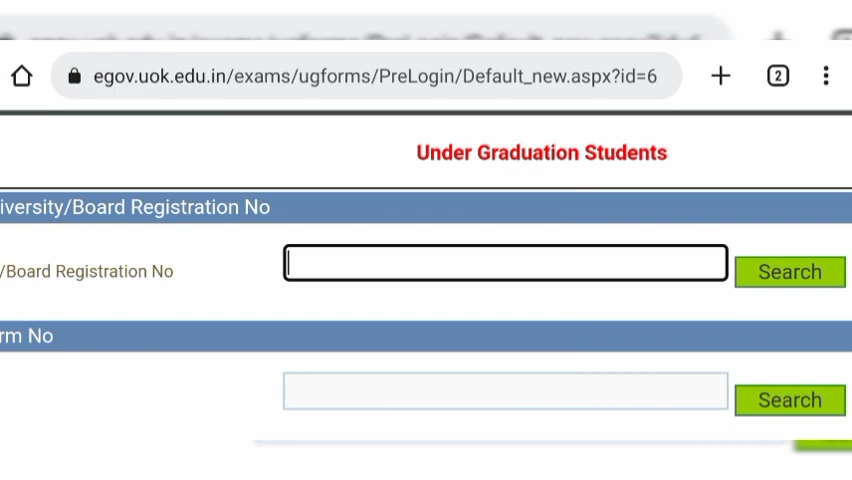 egov.uok.edu.in/exams/ugforms/PreLogin/Default_new.aspx?id=6
2
Under Graduation Students
iversity/Board Registration No
/Board Registration No
Search
rm No
Search